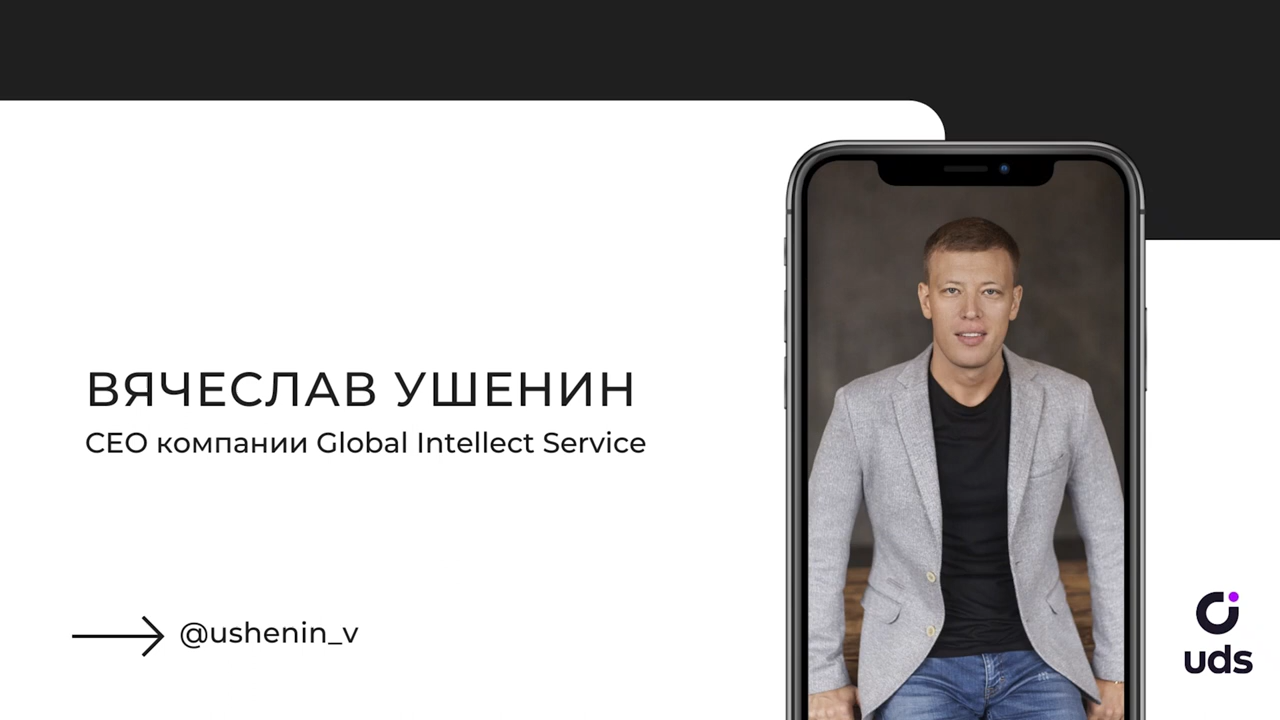 ВЯЧЕСЛАВ УШЕНИН
CEO компании Global Intellect Service
@ushenin_v
uds